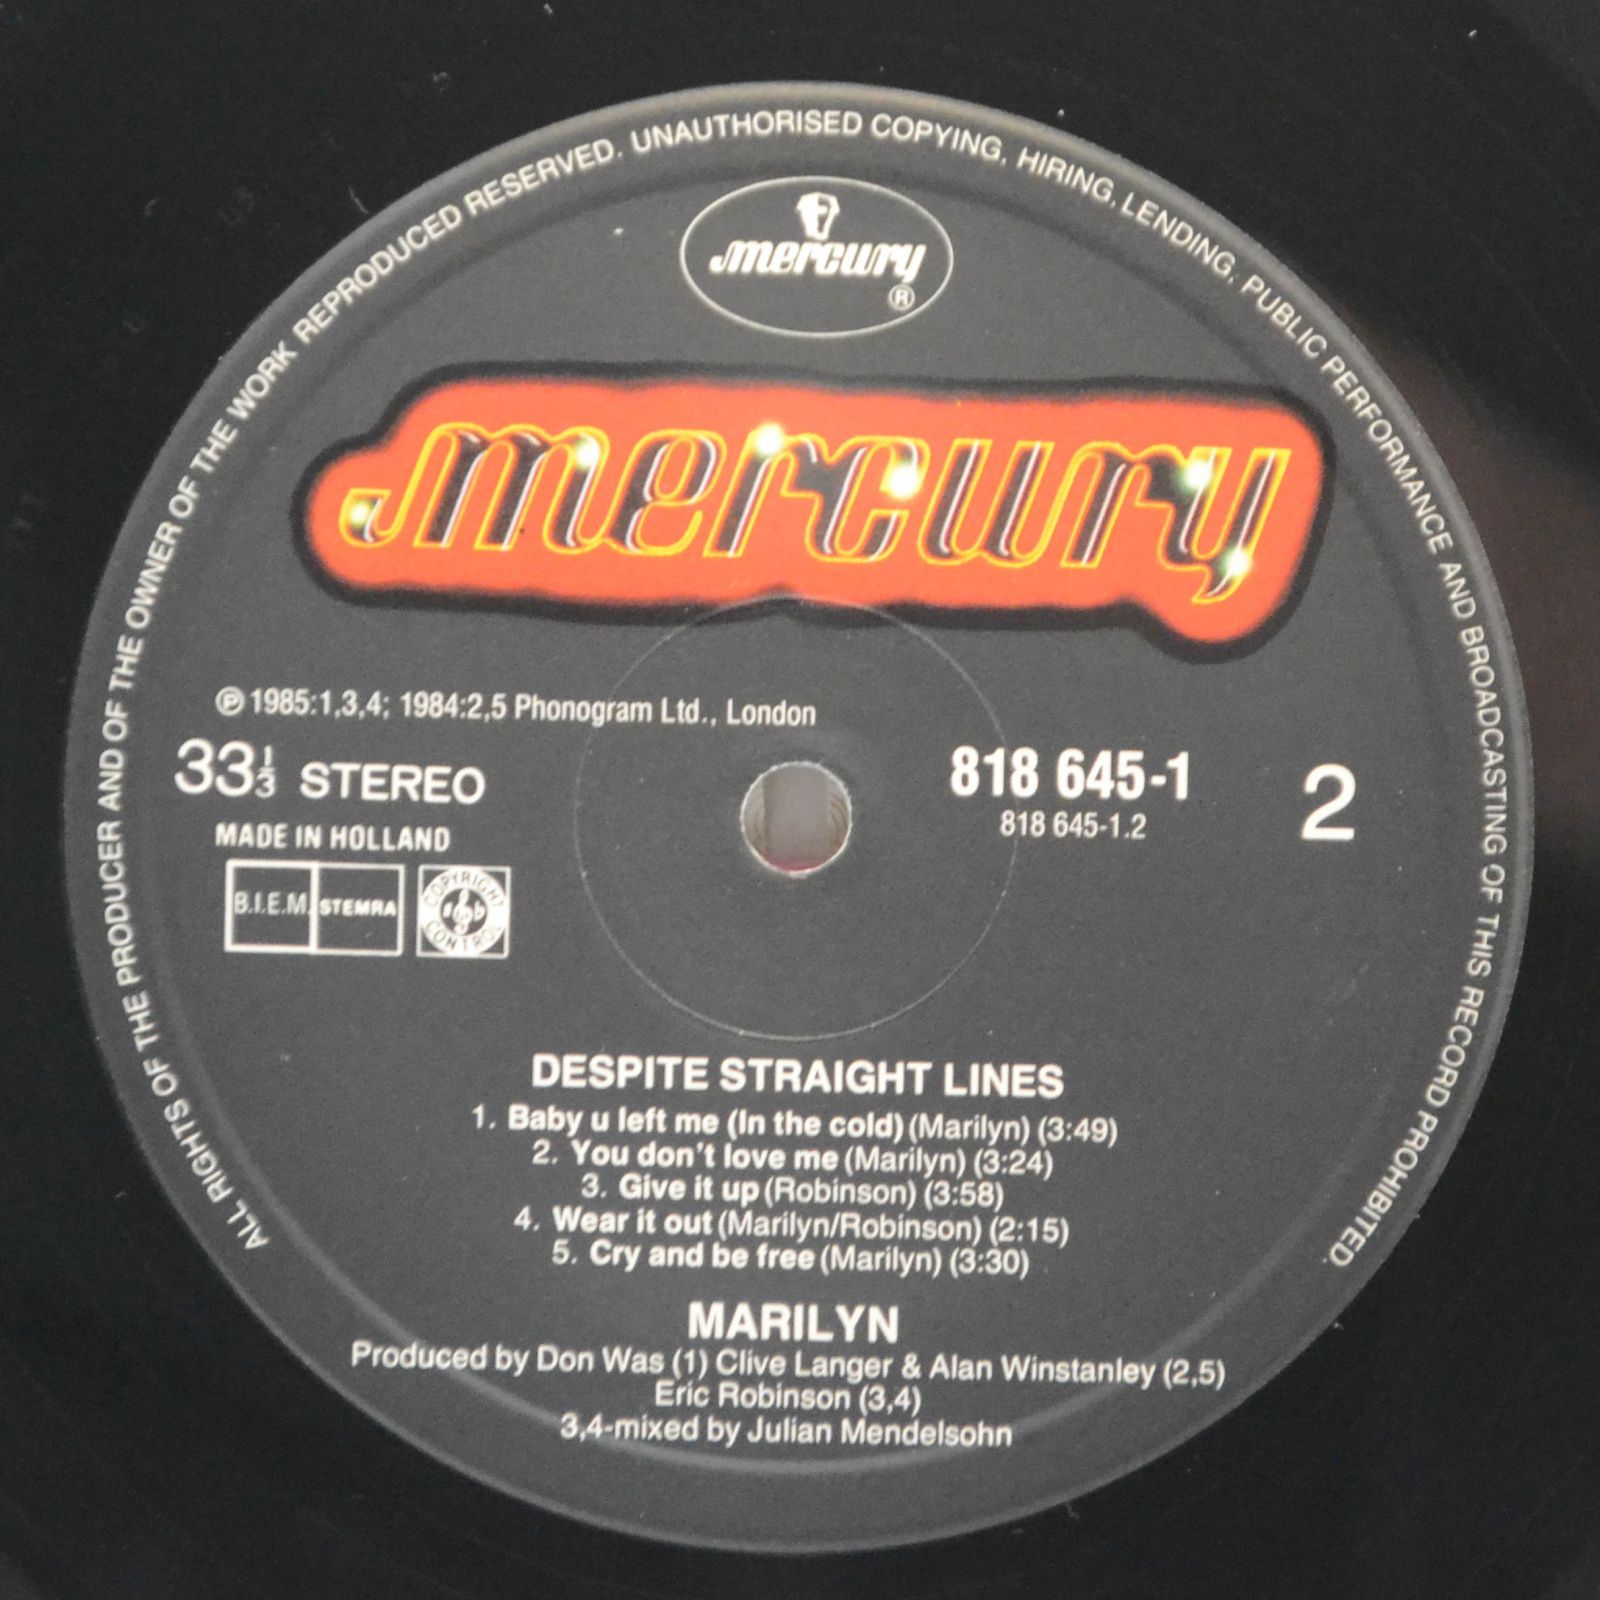 ALL RIGHTS OF THE PRODUCER AND OF THE OWNER OF THE WORK REPRODUCED RESERVED. UNAUTHORISED COPYING, HIRING, LENDING, PUBLIC PERFORMANCE AND BROADCASTING OF THIS RECORD PROHIBITED.
mercury
®
mercury
℗ 1985:1,3,4; 1984:2,5 Phonogram Ltd., London
33⅓ STEREO
818 645-1
2
818 645-1.2
MADE IN HOLLAND
B.I.E.M. STEMRA
COPYRIGHT
CONTROL
DESPITE STRAIGHT LINES
1. Baby u left me (In the cold) (Marilyn) (3:49)
2. You don't love me (Marilyn) (3:24)
3. Give it up (Robinson) (3:58)
4. Wear it out (Marilyn/Robinson) (2:15)
5. Cry and be free (Marilyn) (3:30)
MARILYN
Produced by Don Was (1) Clive Langer & Alan Winstanley (2,5)
Eric Robinson (3,4)
3,4-mixed by Julian Mendelsohn